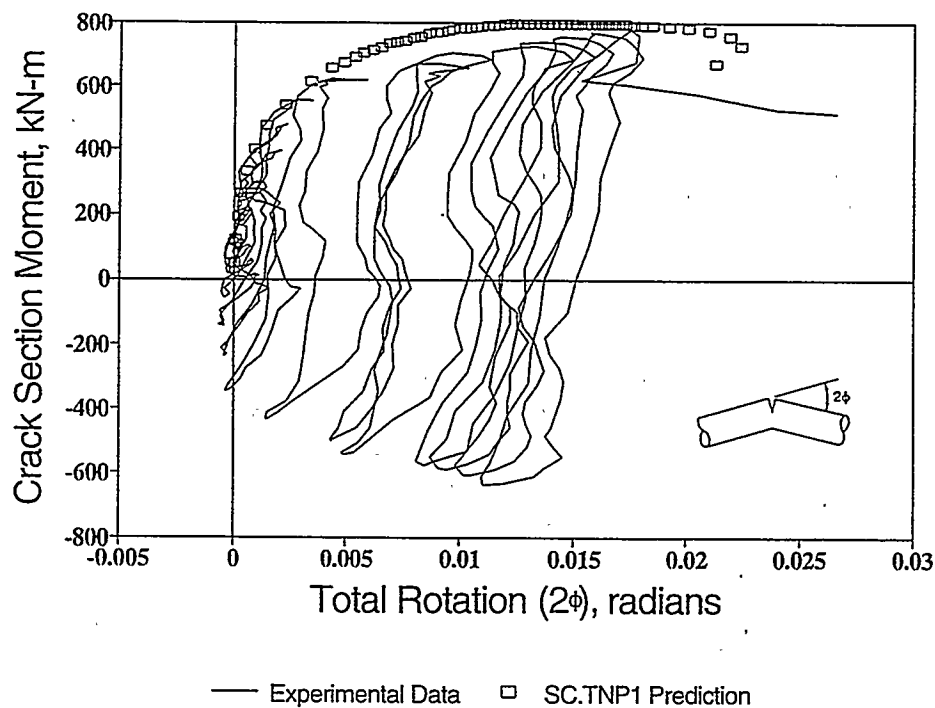 Crack Section Moment, kN-m
800
600
400
200
0
-200
-400
-600
-800
-0.005 0 0.005 0.01 0.015 0.02 0.025 0.03
2ϕ
Total Rotation (2ϕ), radians
Experimental Data SC.TNP1 Prediction